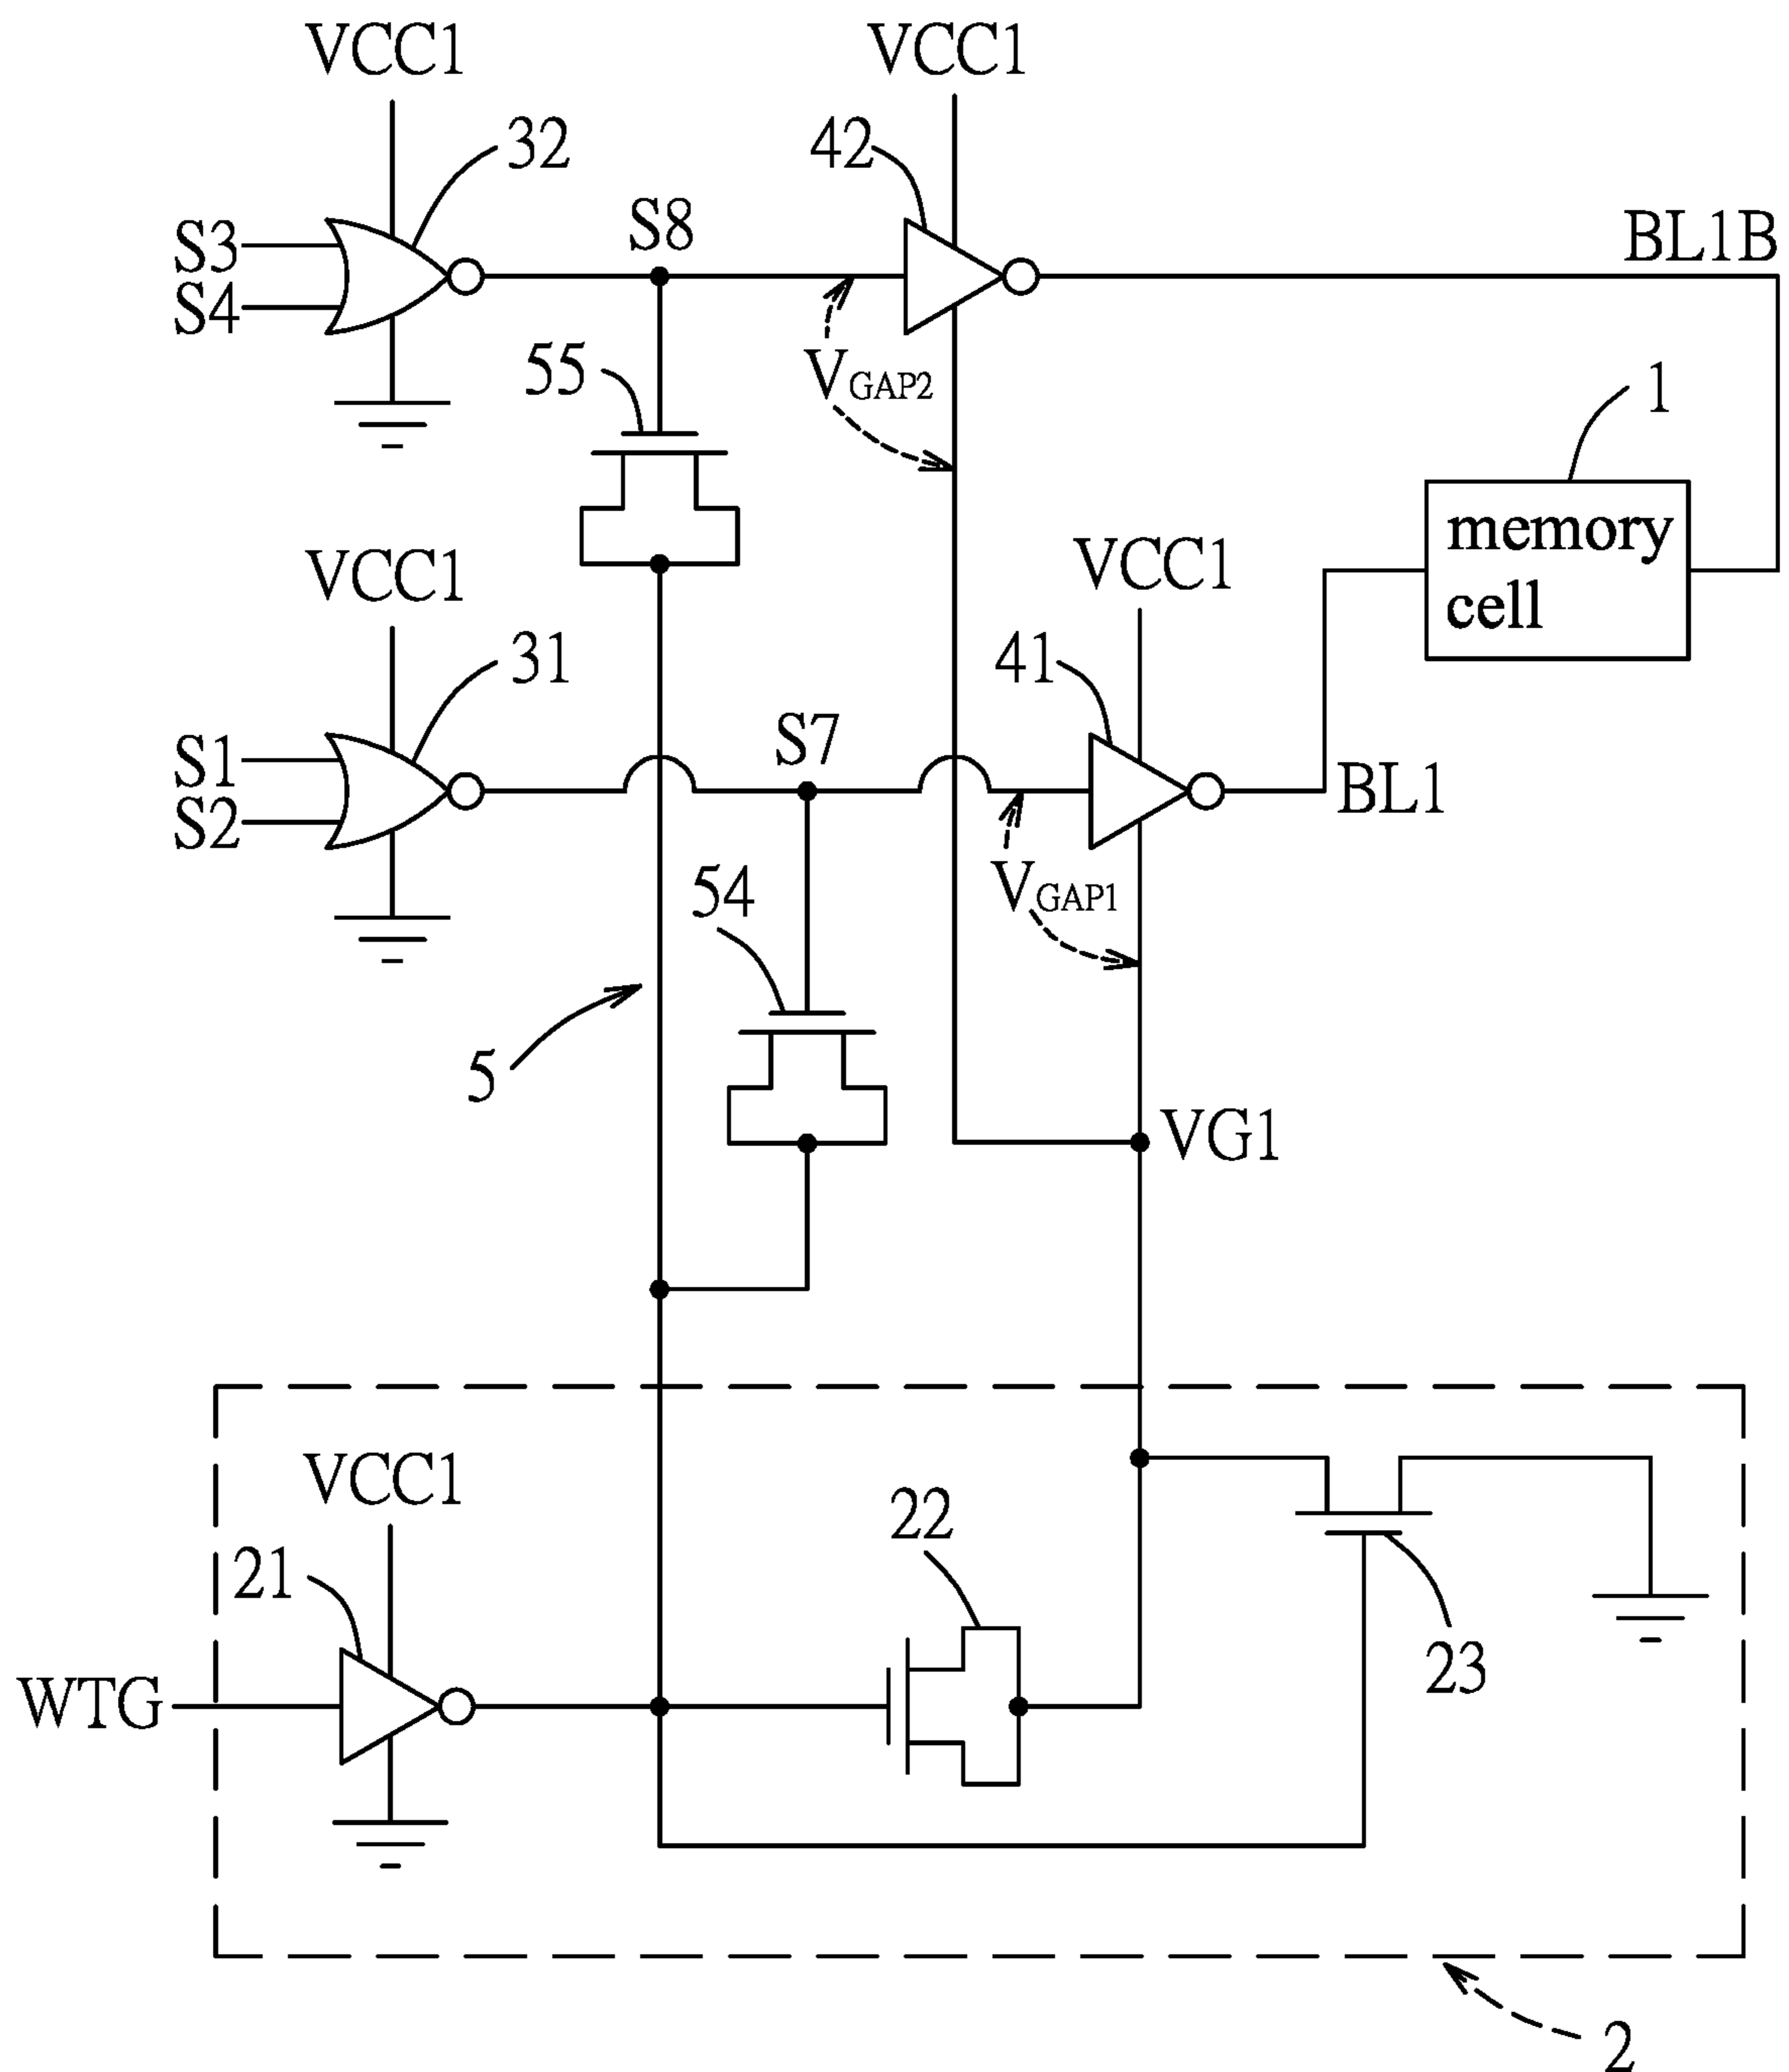 VCC1
VCC1
32
42
S3
S8
BL1B
S4
55
VGAP2
1
memory
cell
VCC1
VCC1
31
41
S1
S7
S2
BL1
54
VGAP1
5
VG1
VCC1
22
21
23
WTG
2